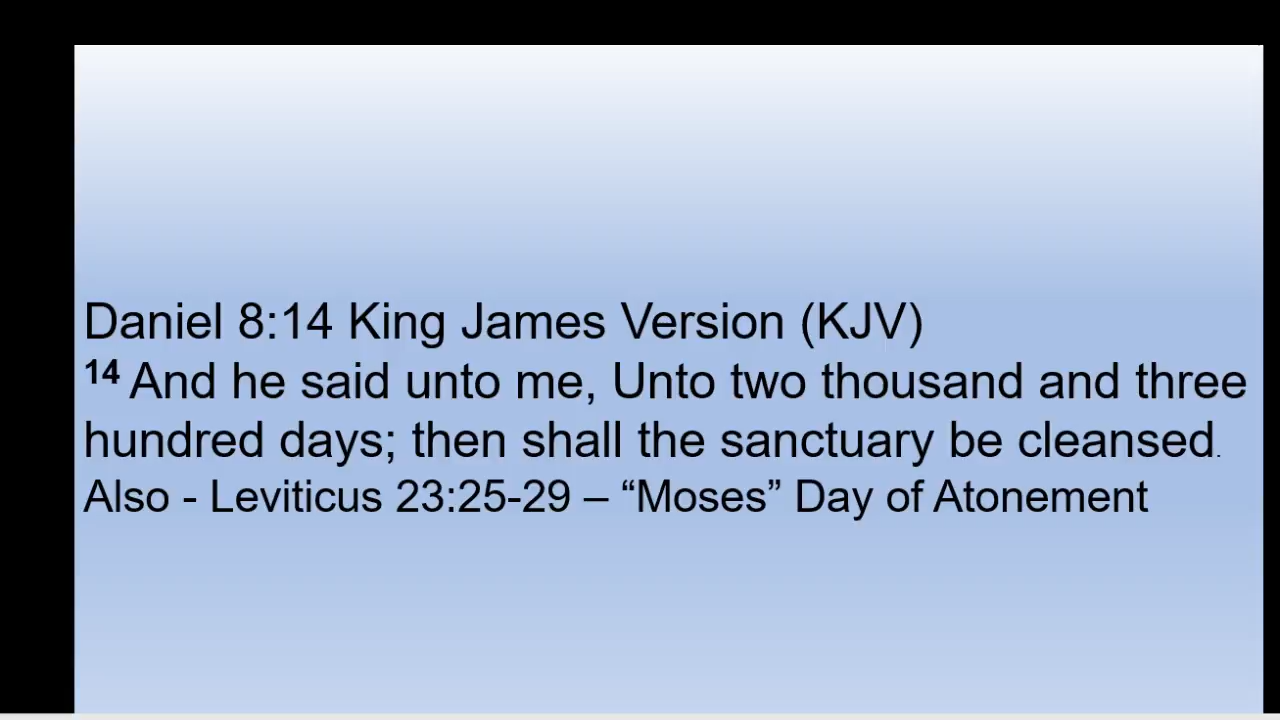 Daniel 8:14 King James Version (KJV)
14 And he said unto me, Unto two thousand and three
hundred days; then shall the sanctuary be cleansed.
Also - Leviticus 23:25-29 – “Moses” Day of Atonement